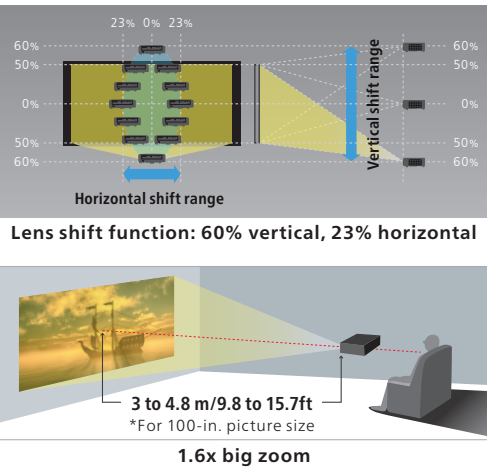 23% 0% 23%
60% 60%
50% 50%
0% 0%
50% 50%
60% 60%
Vertical shift range
Horizontal shift range
Lens shift function: 60% vertical, 23% horizontal
3 to 4.8 m/9.8 to 15.7ft
*For 100-in. picture size
1.6x big zoom